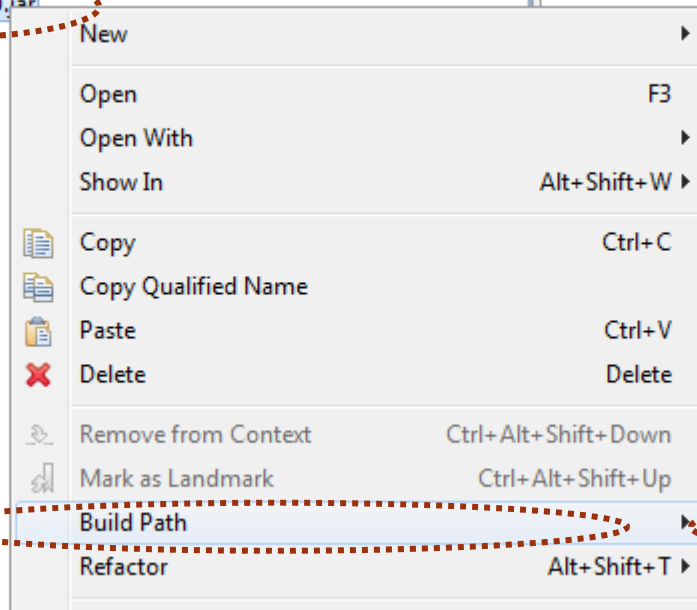 .jar
New
Open F3
Open With
Show In Alt+Shift+W
Copy Ctrl+C
Copy Qualified Name
Paste Ctrl+V
Delete Delete
Remove from Context Ctrl+Alt+Shift+Down
Mark as Landmark Ctrl+Alt+Shift+Up
Build Path
Refactor Alt+Shift+T